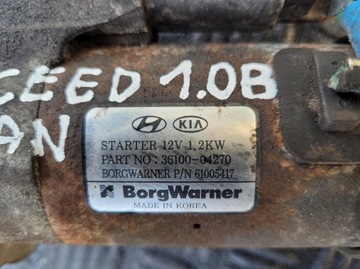 CEED 1.0B
AN
KIA
STARTER 12V 1,2KW
PART NO : 36100-04270
BORGWARNER P/N 61005417
BorgWarner
MADE IN KOREA